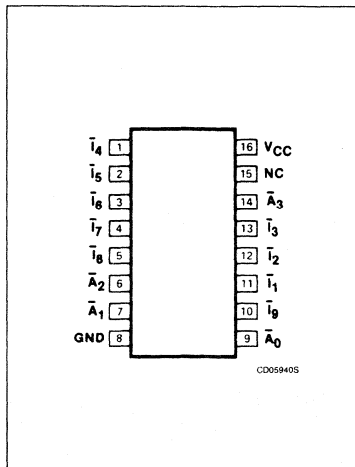 Ī4 1 16 VCC
Ī5 2 15 NC
Ī6 3 14 Ā3
Ī7 4 13 Ī3
Ī8 5 12 Ī2
Ā2 6 11 Ī1
Ā1 7 10 Ī9
GND 8 9 Ā0
CD05940S